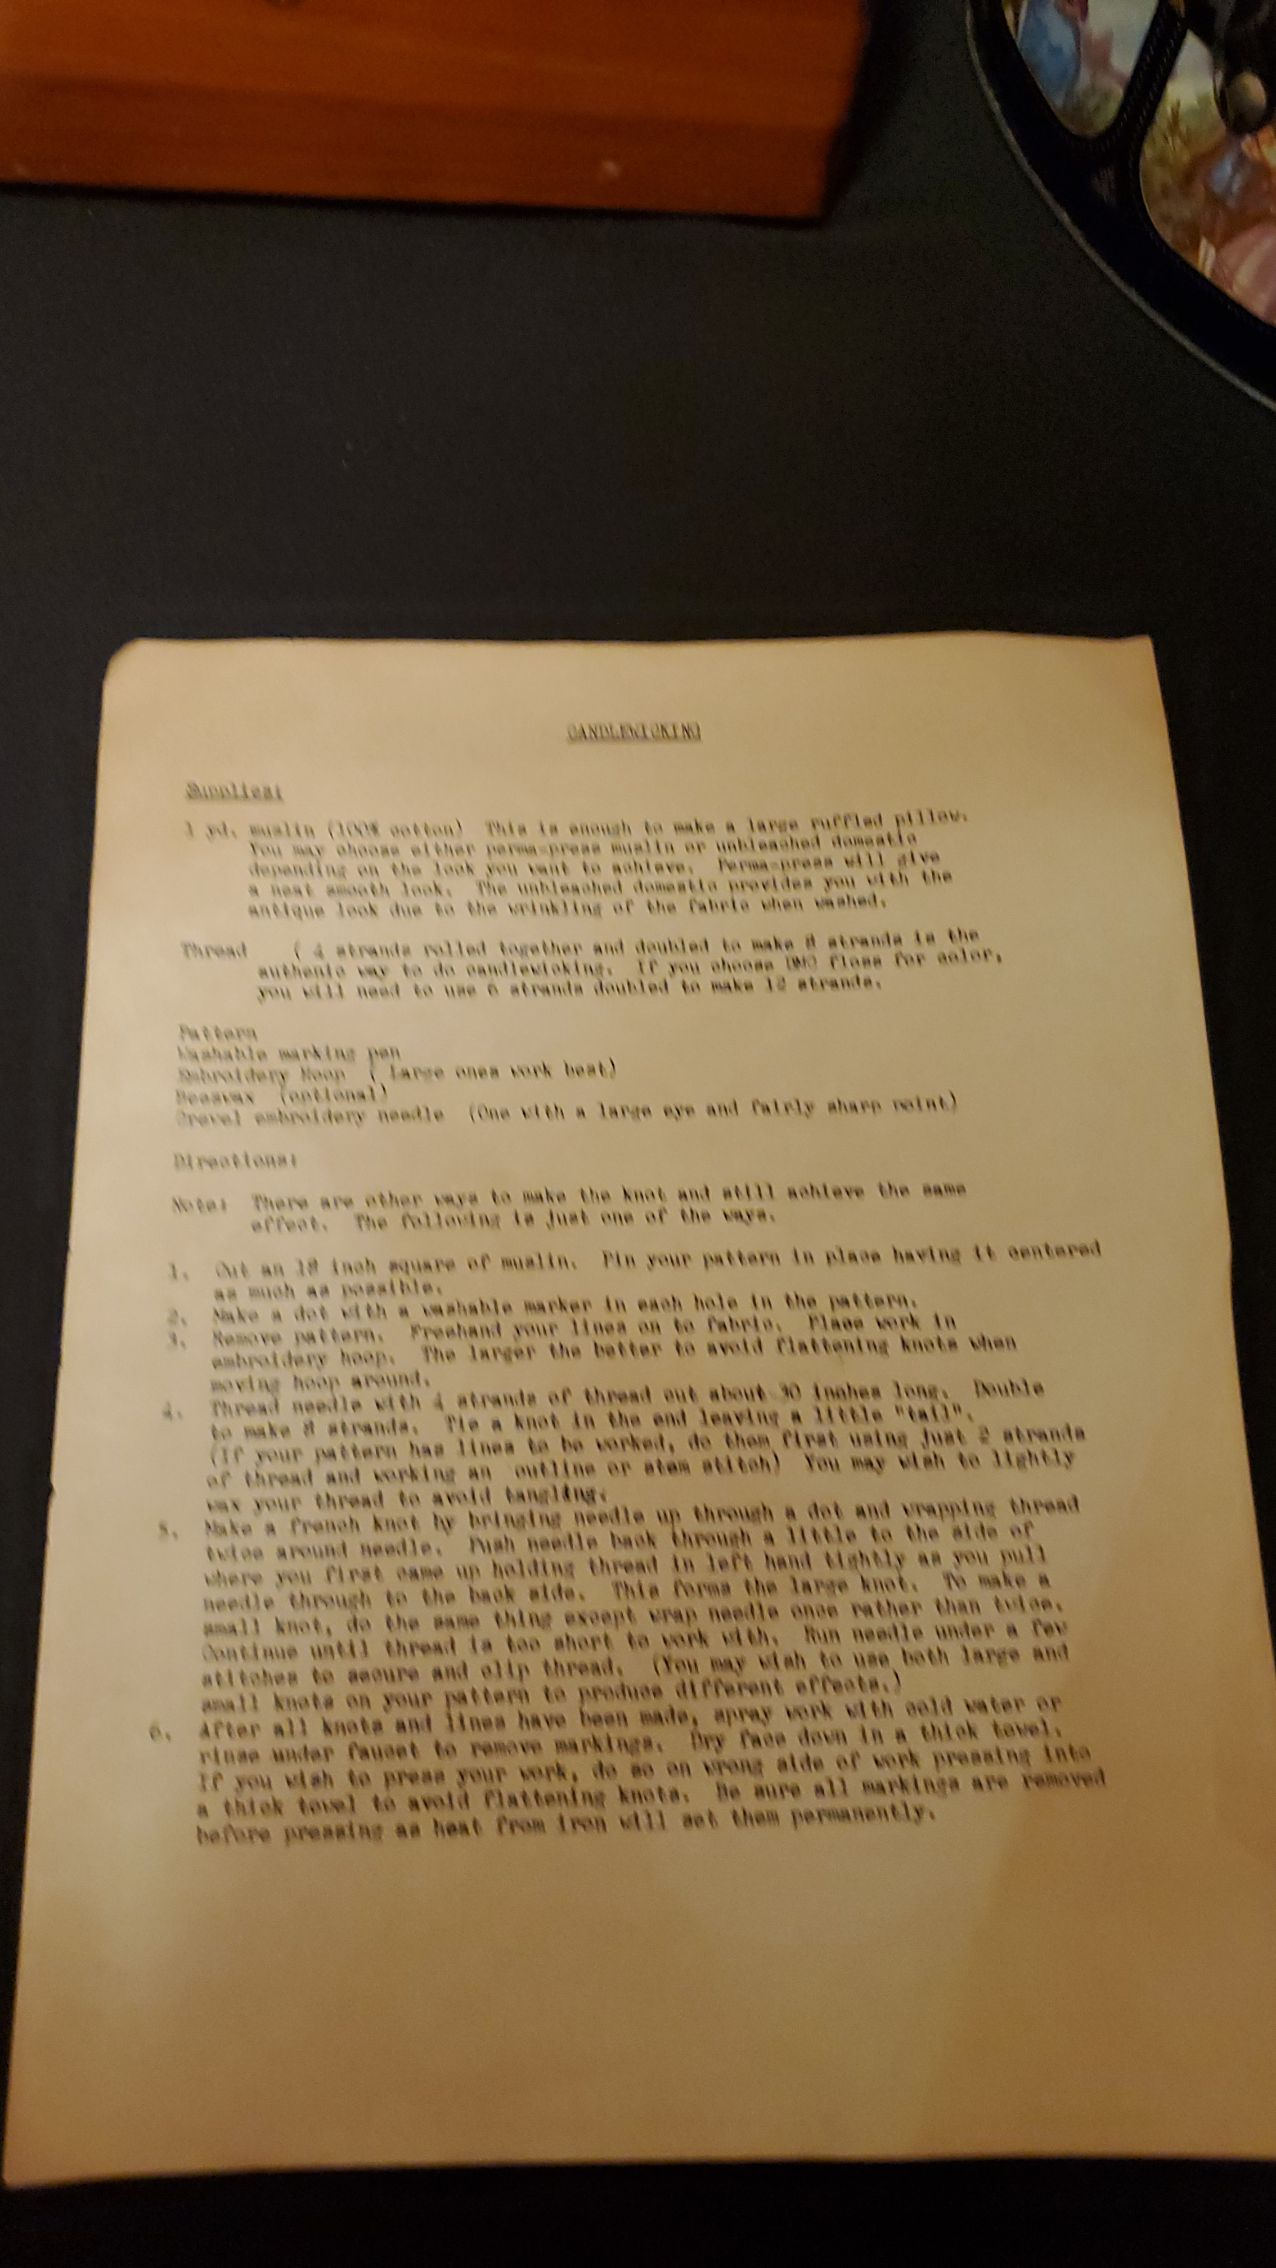 CANDLEWICKING
Supplies:
1 yd. muslin (100% cotton) This is enough to make a large ruffled pillow.
You may choose either perma-press muslin or unbleached domestic
depending on the look you want to achieve. Perma-press will give
a neat smooth look. The unbleached domestic provides you with the
antique look due to the wrinkling of the fabric when washed.
Thread ( 4 strands rolled together and doubled to make 8 strands is the
authenic way to do candlewicking. If you choose DMC floss for color,
you will need to use 6 strands doubled to make 12 strands.
Pattern
Washable marking pen
Embroidery Hoop ( Large ones work best)
Beeswax (optional)
Crevel embroidery needle (One with a large eye and fairly sharp point)
Directions:
Note: There are other ways to make the knot and still achieve the same
effect. The following is just one of the ways.
1. Cut an 18 inch square of muslin. Pin your pattern in place having it centered
as much as possible.
2. Make a dot with a washable marker in each hole in the pattern.
3. Remove pattern. Freehand your lines on to fabric. Place work in
embroidery hoop. The larger the better to avoid flattening knots when
moving hoop around.
4. Thread needle with 4 strands of thread cut about 30 inches long. Double
to make 8 strands. Tie a knot in the end leaving a little "tail".
(If your pattern has lines to be worked, do them first using just 2 strands
of thread and working an outline or stem stitch) You may wish to lightly
wax your thread to avoid tangling.
5. Make a french knot by bringing needle up through a dot and wrapping thread
twice around needle. Push needle back through a little to the side of
where you first came up holding thread in left hand tightly as you pull
needle through to the back side. This forms the large knot. To make a
small knot, do the same thing except wrap needle once rather than twice.
Continue until thread is too short to work with. Run needle under a few
stitches to secure and clip thread. (You may wish to use both large and
small knots on your pattern to produce different effects.)
6. After all knots and lines have been made, spray work with cold water or
rinse under faucet to remove markings. Dry face down in a thick towel.
If you wish to press your work, do so on wrong side of work pressing into
a thick towel to avoid flattening knots. Be sure all markings are removed
before pressing as heat from iron will set them permanently.